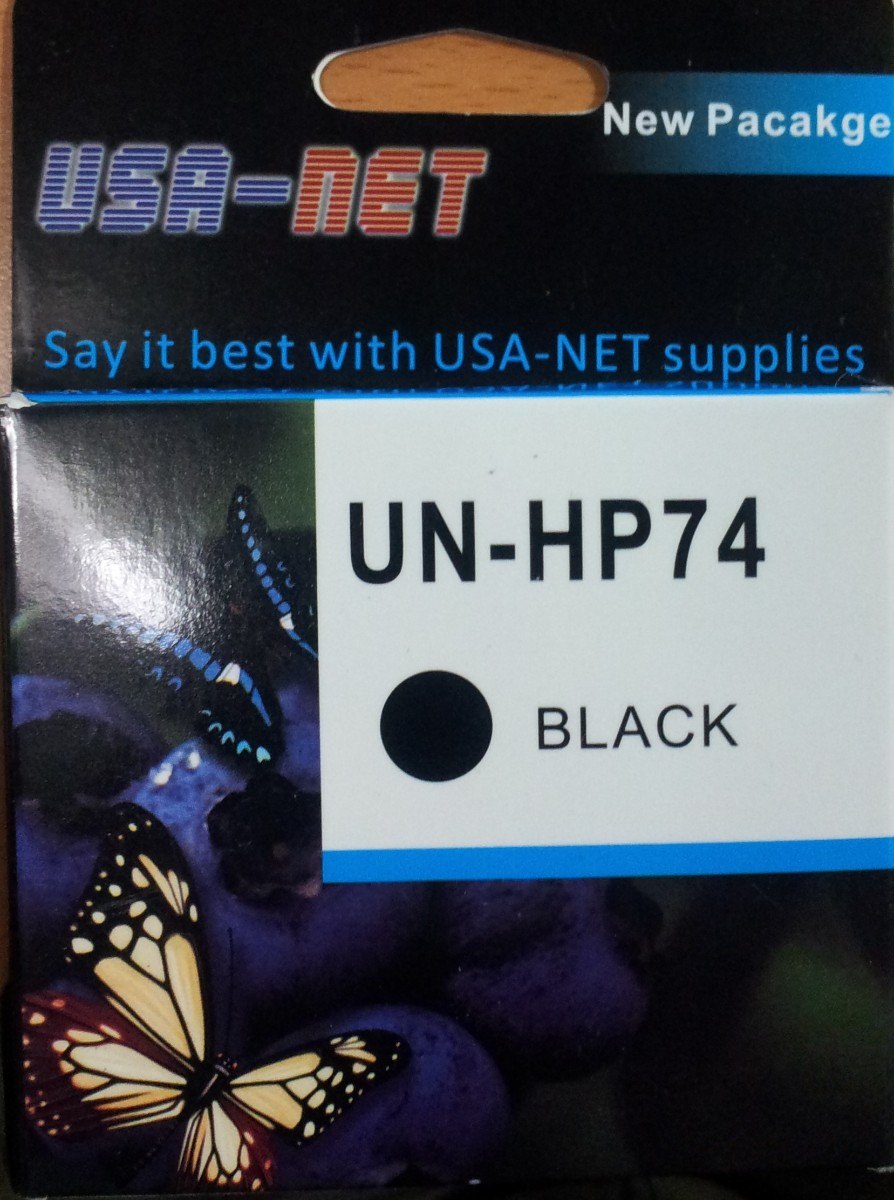 New Pacakge
USA-NET
Say it best with USA-NET supplies
UN-HP74
BLACK